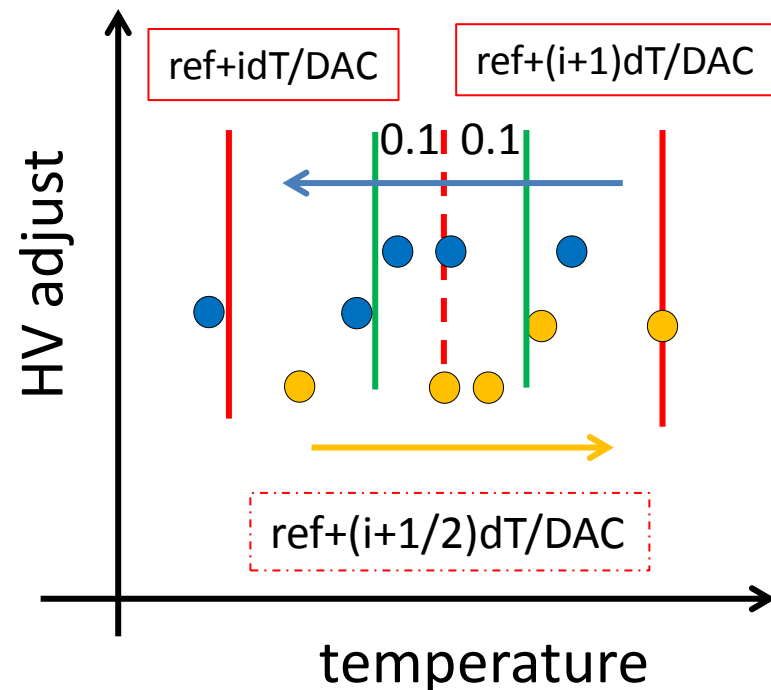 ref+idT/DAC
ref+(i+1)dT/DAC
0.1 0.1
HV adjust
ref+(i+1/2)dT/DAC
temperature